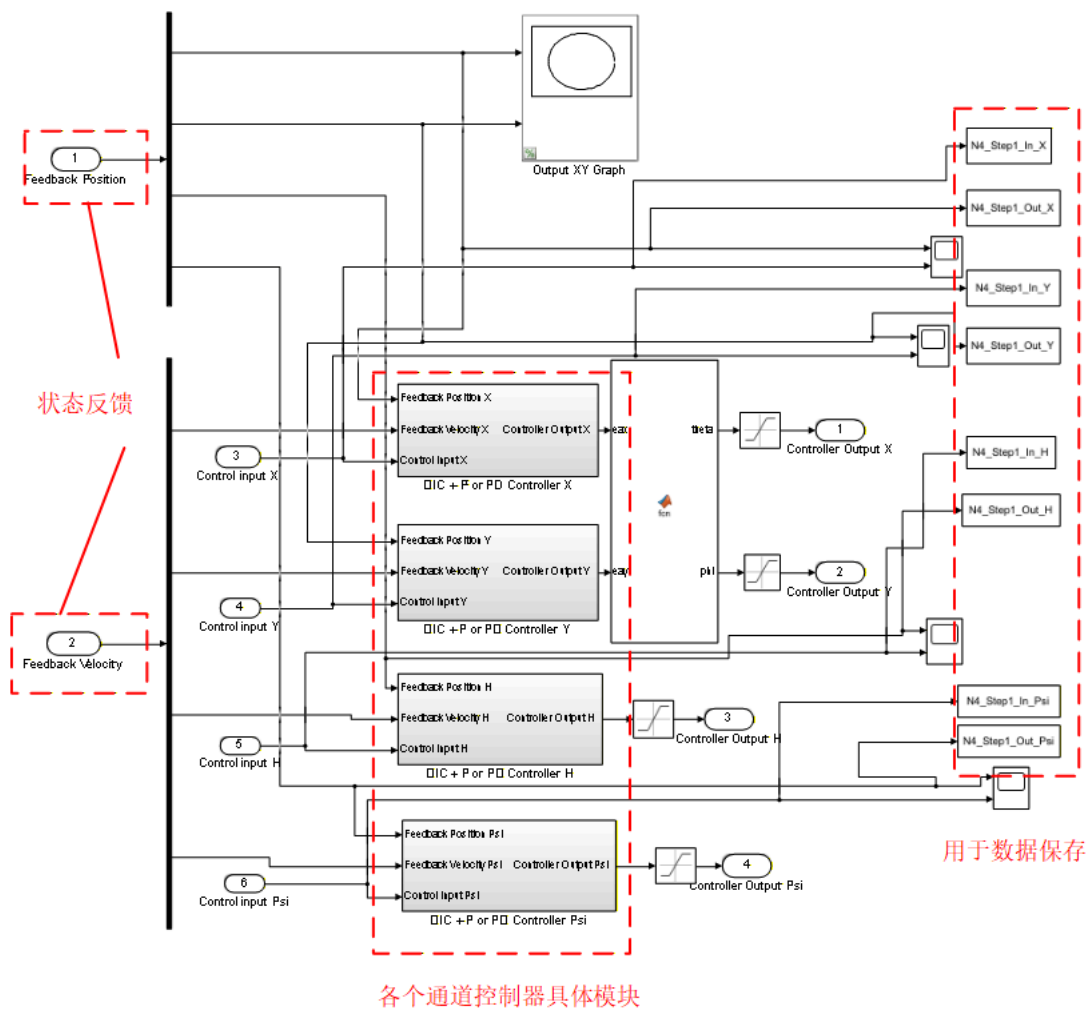 Output XY Graph
1
Feedback Position
N4_Step1_In_X
N4_Step1_Out_X
N4_Step1_In_Y
N4_Step1_Out_Y
状态反馈
Feedback Position X
Feedback Velocity X
Controller Output X
Control input X
eax
theta
1
Controller Output X
3
Control input X
N4_Step1_In_H
N4_Step1_Out_H
fcn
Feedback Position Y
Feedback Velocity Y
Controller Output Y
Control input Y
eay
phi
2
Controller Output Y
4
Control input Y
2
Feedback Velocity
Feedback Position H
Feedback Velocity H
Controller Output H
Control input H
3
Controller Output H
5
Control input H
N4_Step1_In_Psi
N4_Step1_Out_Psi
Feedback Position Psi
Feedback Velocity Psi
Controller Output Psi
Control input Psi
4
Controller Output Psi
6
Control input Psi
用于数据保存
各个通道控制器具体模块